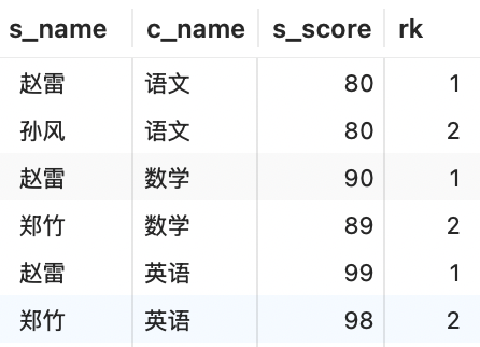 s_name c_name s_score rk
赵雷 语文 80 1
孙风 语文 80 2
赵雷 数学 90 1
郑竹 数学 89 2
赵雷 英语 99 1
郑竹 英语 98 2